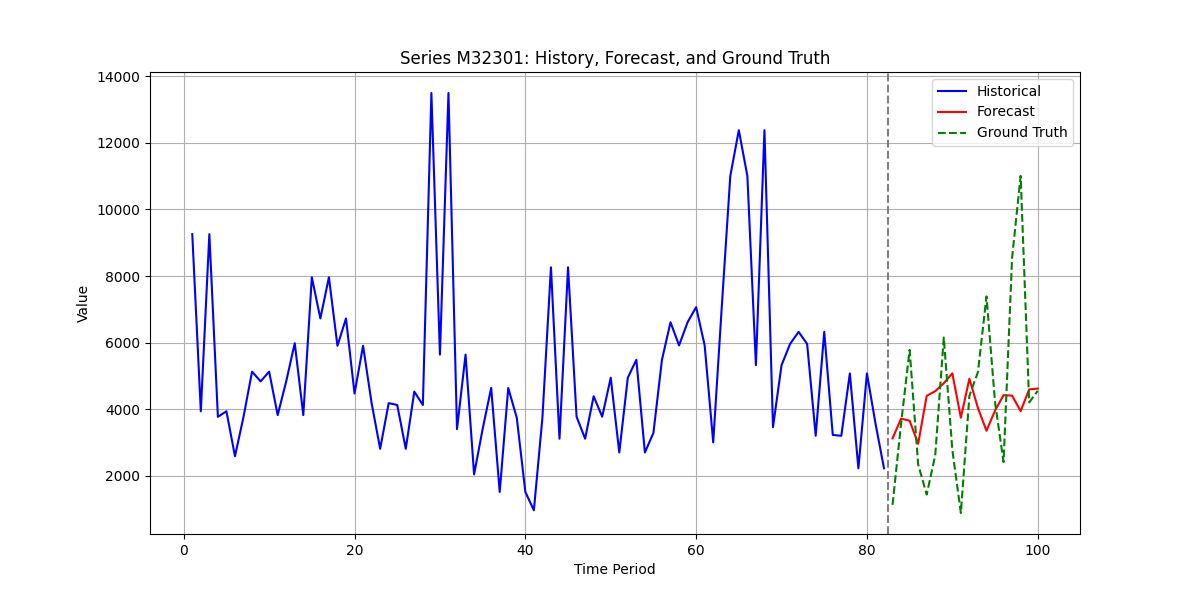 Series M32301: History, Forecast, and Ground Truth
Historical
Forecast
Ground Truth
Value
14000
12000
10000
8000
6000
4000
2000
0
20
40
60
80
100
Time Period